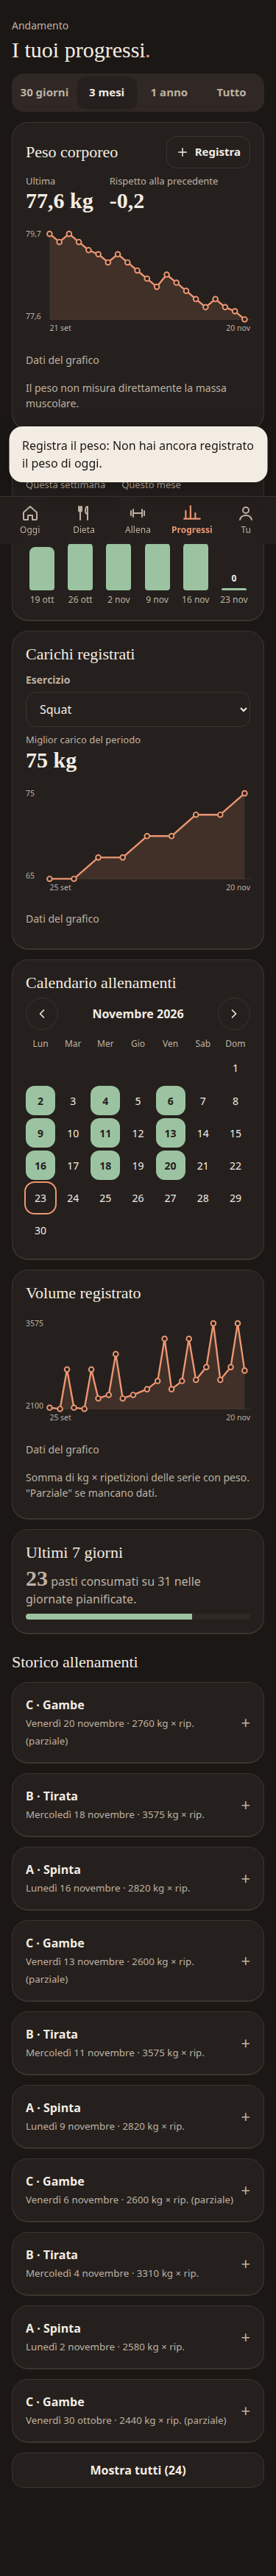 Andamento
I tuoi progressi.
30 giorni
3 mesi
1 anno
Tutto
Peso corporeo
+ Registra
Ultima
Rispetto alla precedente
77,6 kg
-0,2
79,7
77,6
21 set
20 nov
Dati del grafico
Il peso non misura direttamente la massa
muscolare.
Registra il peso: Non hai ancora registrato
il peso di oggi.
Questa settimana
Questo mese
Oggi
Dieta
Allena
Progressi
Tu
0
19 ott
26 ott
2 nov
9 nov
16 nov
23 nov
Carichi registrati
Esercizio
Squat
Miglior carico del periodo
75 kg
75
65
25 set
20 nov
Dati del grafico
Calendario allenamenti
Novembre 2026
Lun Mar Mer Gio Ven Sab Dom
1
2 3 4 5 6 7 8
9 10 11 12 13 14 15
16 17 18 19 20 21 22
23 24 25 26 27 28 29
30
Volume registrato
3575
2100
25 set
20 nov
Dati del grafico
Somma di kg × ripetizioni delle serie con peso.
"Parziale" se mancano dati.
Ultimi 7 giorni
23 pasti consumati su 31 nelle
giornate pianificate.
Storico allenamenti
C · Gambe
Venerdì 20 novembre · 2760 kg × rip.
(parziale)
+
B · Tirata
Mercoledì 18 novembre · 3575 kg × rip.
+
A · Spinta
Lunedì 16 novembre · 2820 kg × rip.
+
C · Gambe
Venerdì 13 novembre · 2600 kg × rip.
(parziale)
+
B · Tirata
Mercoledì 11 novembre · 3575 kg × rip.
+
A · Spinta
Lunedì 9 novembre · 2820 kg × rip.
+
C · Gambe
Venerdì 6 novembre · 2600 kg × rip. (parziale)
+
B · Tirata
Mercoledì 4 novembre · 3310 kg × rip.
+
A · Spinta
Lunedì 2 novembre · 2580 kg × rip.
+
C · Gambe
Venerdì 30 ottobre · 2440 kg × rip. (parziale)
+
Mostra tutti (24)